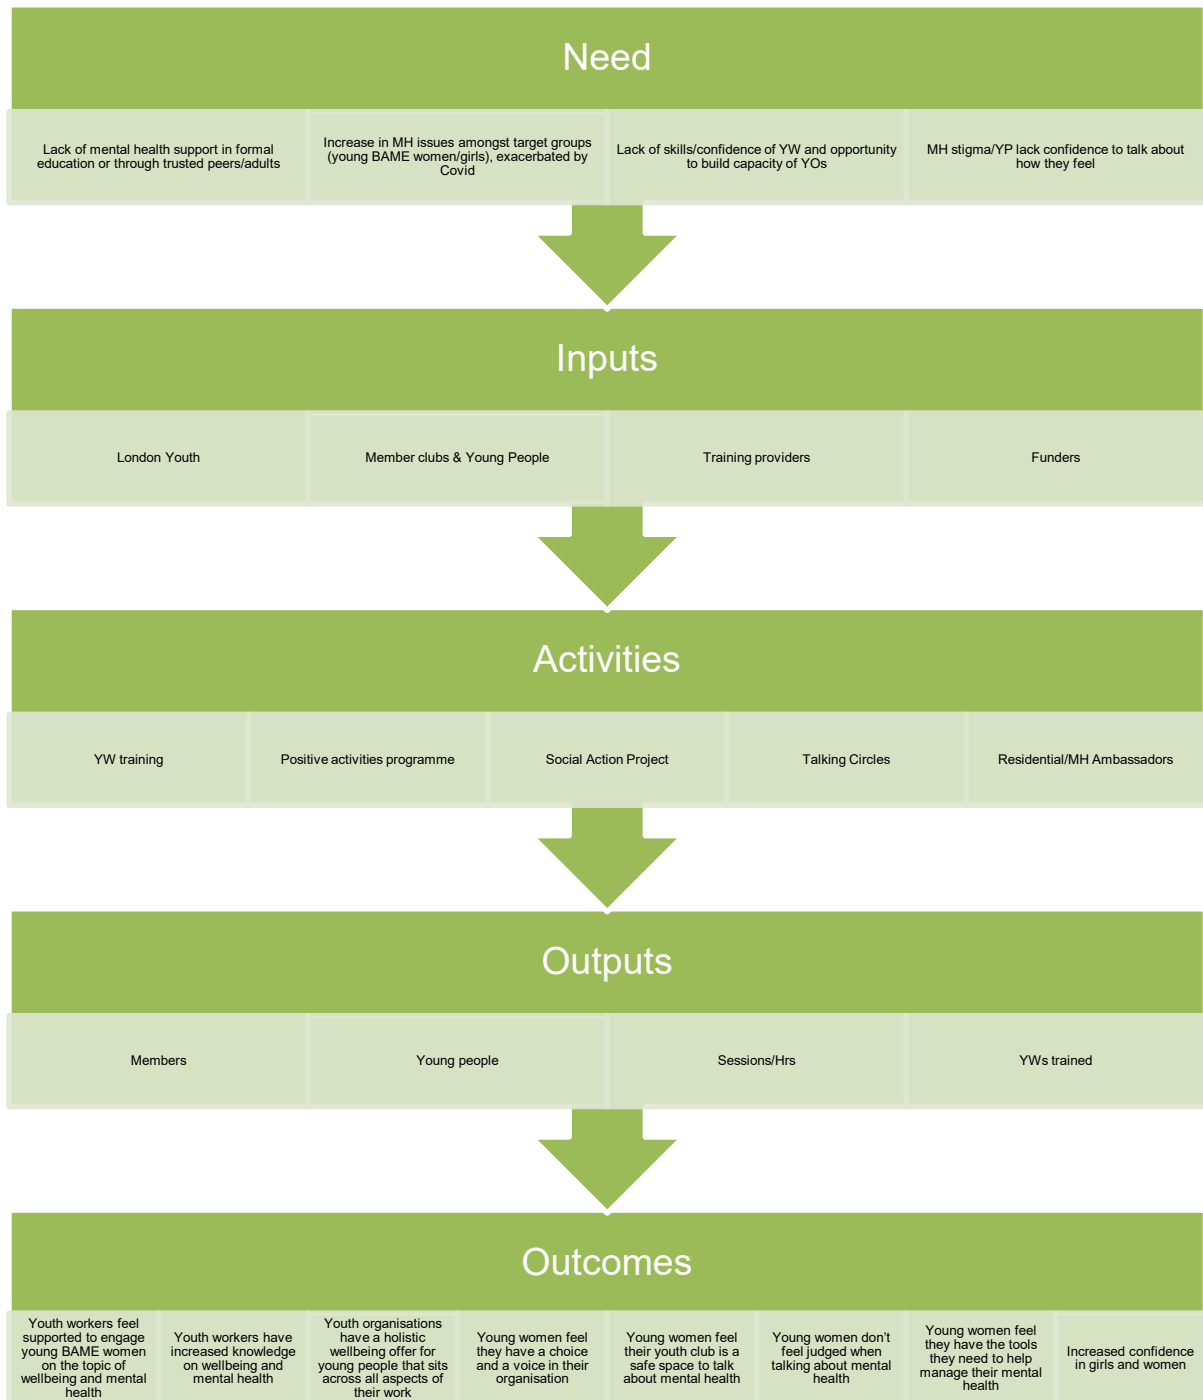 Need
Lack of mental health support in formal
education or through trusted peers/adults
Increase in MH issues amongst target groups
(young BAME women/girls), exacerbated by
Covid
Lack of skills/confidence of YW and opportunity
to build capacity of YOs
MH stigma/YP lack confidence to talk about
how they feel
Inputs
London Youth
Member clubs & Young People
Training providers
Funders
Activities
YW training
Positive activities programme
Social Action Project
Talking Circles
Residential/MH Ambassadors
Outputs
Members
Young people
Sessions/Hrs
YWs trained
Outcomes
Youth workers feel
supported to engage
young BAME women
on the topic of
wellbeing and mental
health
Youth workers have
increased knowledge
on wellbeing and
mental health
Youth organisations
have a holistic
wellbeing offer for
young people that sits
across all aspects of
their work
Young women feel
they have a choice
and a voice in their
organisation
Young women feel
their youth club is a
safe space to talk
about mental health
Young women don’t
feel judged when
talking about mental
health
Young women feel
they have the tools
they need to help
manage their mental
health
Increased confidence
in girls and women